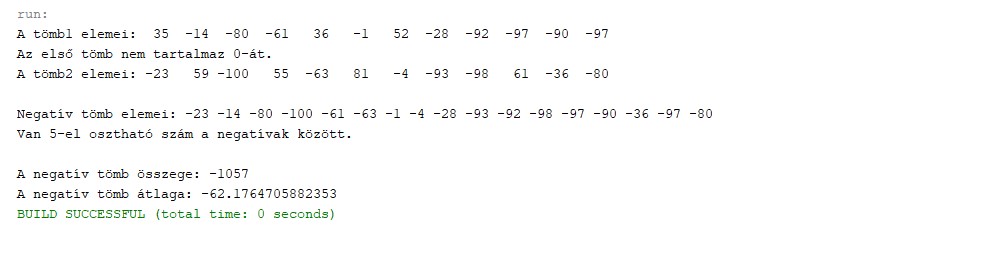 run:
A tömb1 elemei:  35  -14  -80  -61   36   -1   52  -28  -92  -97  -90  -97
Az első tömb nem tartalmaz 0-át.
A tömb2 elemei: -23   59 -100   55  -63   81   -4  -93  -98   61  -36  -80
Negatív tömb elemei: -23 -14 -80 -100 -61 -63 -1 -4 -28 -93 -92 -98 -97 -90 -36 -97 -80
Van 5-el osztható szám a negatívak között.
A negatív tömb összege: -1057
A negatív tömb átlaga: -62.1764705882353
BUILD SUCCESSFUL (total time: 0 seconds)